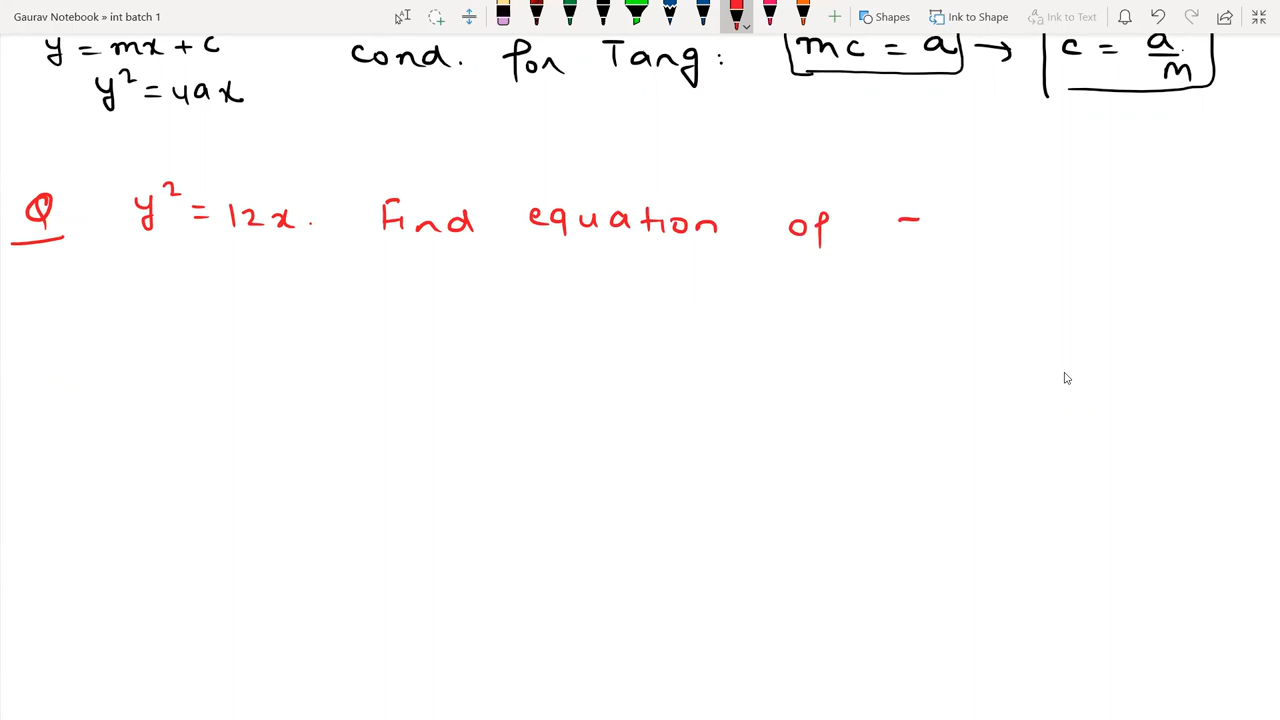 Gaurav Notebook » int batch 1
Shapes
Ink to Shape
Ink to Text
y = mx + c cond. for Tang: mc = a → c = a/m
y² = 4ax
Q y² = 12x. Find equation of -